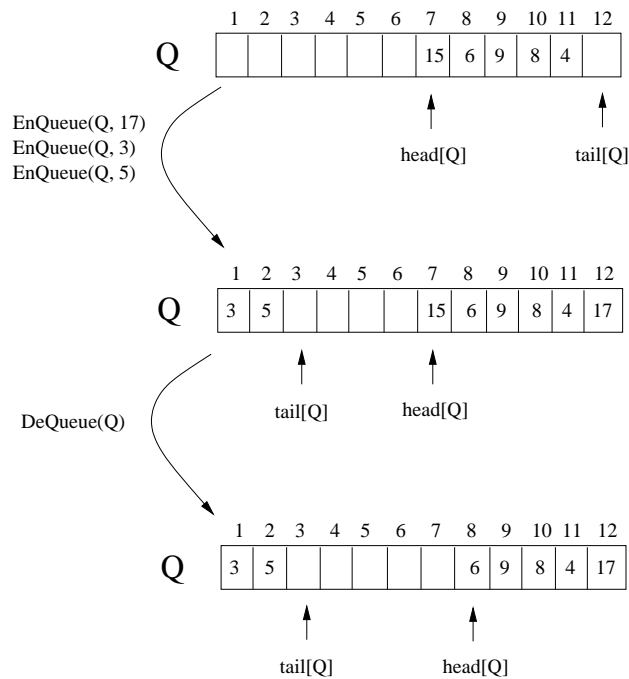 1 2 3 4 5 6 7 8 9 10 11 12
Q 15 6 9 8 4
EnQueue(Q, 17)
EnQueue(Q, 3)
EnQueue(Q, 5)
head[Q] tail[Q]
1 2 3 4 5 6 7 8 9 10 11 12
Q 3 5 15 6 9 8 4 17
tail[Q] head[Q]
DeQueue(Q)
1 2 3 4 5 6 7 8 9 10 11 12
Q 3 5 6 9 8 4 17
tail[Q] head[Q]